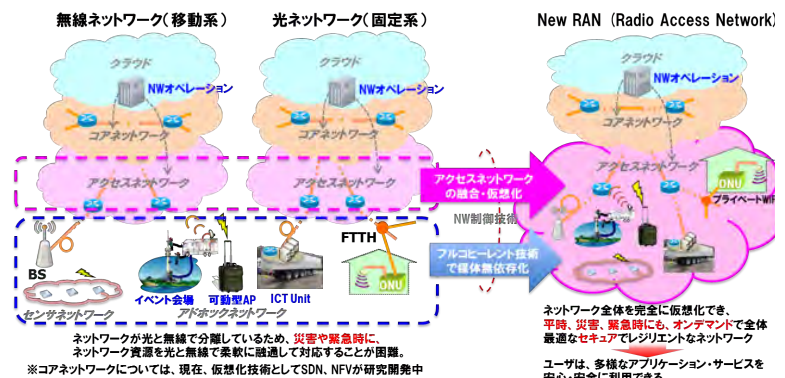 無線ネットワーク(移動系)
光ネットワーク(固定系)
New RAN (Radio Access Network)
クラウド
NWオペレーション
コアネットワーク
アクセスネットワーク
クラウド
NWオペレーション
コアネットワーク
アクセスネットワーク
クラウド
NWオペレーション
コアネットワーク
アクセスネットワーク
アクセスネットワーク
の融合・仮想化
NW制御技術
フルコヒーレント技術
で媒体無依存化
ONU
プライベートWiFi
BS
センサネットワーク
イベント会場
可動型AP
ICT Unit
アドホックネットワーク
FTTH
ONU
ネットワークが光と無線で分離しているため、災害や緊急時に、
ネットワーク資源を光と無線で柔軟に融通して対応することが困難。
※コアネットワークについては、現在、仮想化技術としてSDN、NFVが研究開発中
ネットワーク全体を完全に仮想化でき、
平時、災害、緊急時にも、オンデマンドで全体
最適なセキュアでレジリエントなネットワーク
ユーザは、多様なアプリケーション・サービスを
安心・安全に利用できる